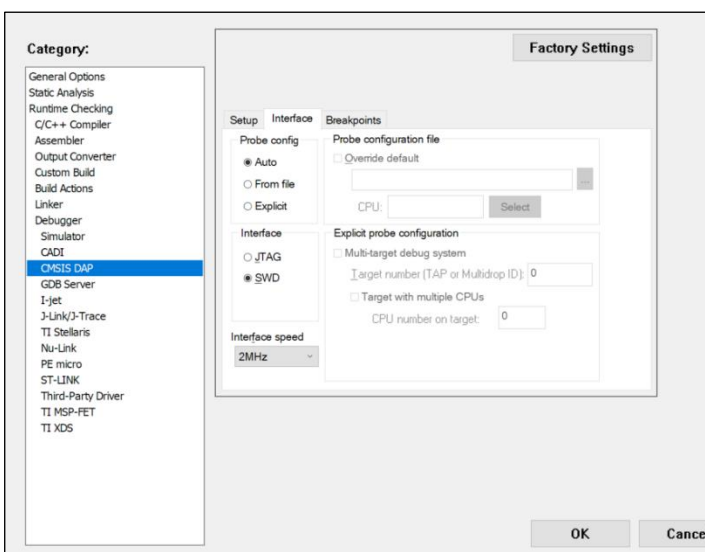 Category:
Factory Settings
General Options
Static Analysis
Runtime Checking
C/C++ Compiler
Assembler
Output Converter
Custom Build
Build Actions
Linker
Debugger
Simulator
CADI
CMSIS DAP
GDB Server
I-jet
J-Link/J-Trace
TI Stellaris
Nu-Link
PE micro
ST-LINK
Third-Party Driver
TI MSP-FET
TI XDS
Setup Interface Breakpoints
Probe config
Auto
From file
Explicit
Probe configuration file
Override default
...
CPU: Select
Interface
JTAG
SWD
Explicit probe configuration
Multi-target debug system
Target number (TAP or Multidrop ID): 0
Target with multiple CPUs
CPU number on target: 0
Interface speed
2MHz
OK Cance